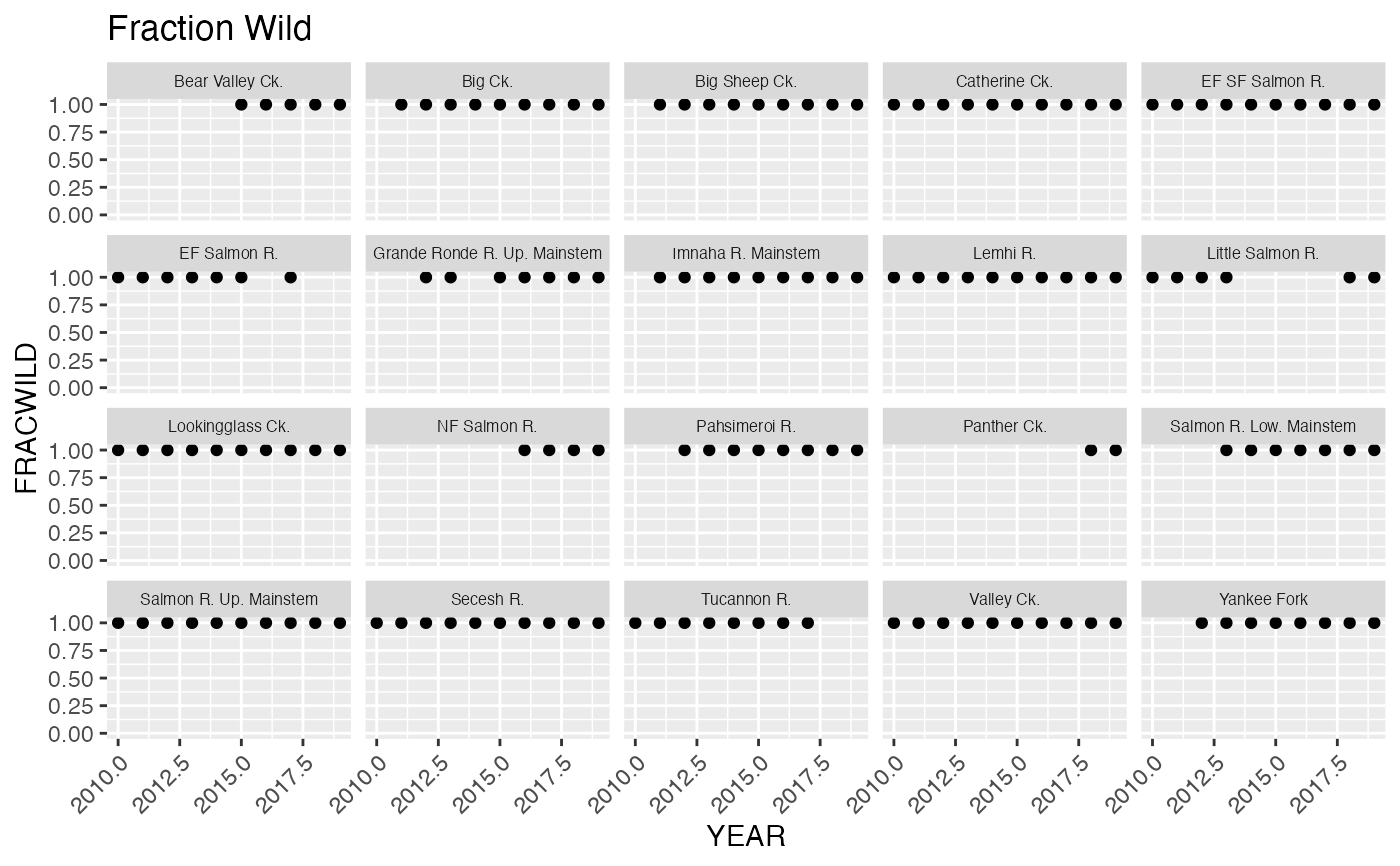 Fraction Wild
Bear Valley Ck. Big Ck. Big Sheep Ck. Catherine Ck. EF SF Salmon R.
1.00
0.75
0.50
0.25
0.00
EF Salmon R. Grande Ronde R. Up. Mainstem Imnaha R. Mainstem Lemhi R. Little Salmon R.
1.00
0.75
0.50
0.25
0.00
FRACWILD
Lookingglass Ck. NF Salmon R. Pahsimeroi R. Panther Ck. Salmon R. Low. Mainstem
1.00
0.75
0.50
0.25
0.00
Salmon R. Up. Mainstem Secesh R. Tucannon R. Valley Ck. Yankee Fork
1.00
0.75
0.50
0.25
0.00
2010.0 2012.5 2015.0 2017.5 2010.0 2012.5 2015.0 2017.5 2010.0 2012.5 2015.0 2017.5 2010.0 2012.5 2015.0 2017.5 2010.0 2012.5 2015.0 2017.5
YEAR